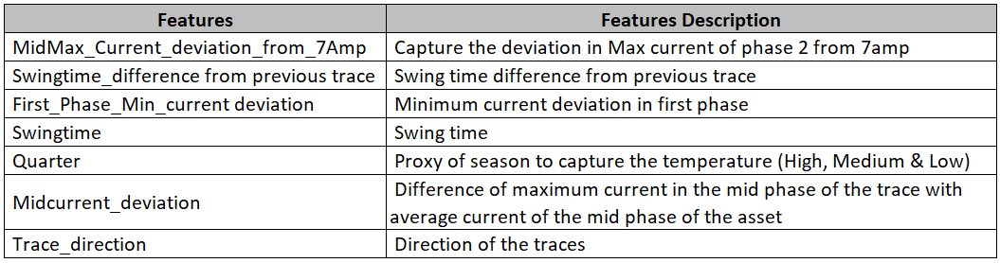 Features Features Description
MidMax_Current_deviation_from_7Amp Capture the deviation in Max current of phase 2 from 7amp
Swingtime_difference from previous trace Swing time difference from previous trace
First_Phase_Min_current deviation Minimum current deviation in first phase
Swingtime Swing time
Quarter Proxy of season to capture the temperature (High, Medium & Low)
Midcurrent_deviation Difference of maximum current in the mid phase of the trace with
average current of the mid phase of the asset
Trace_direction Direction of the traces